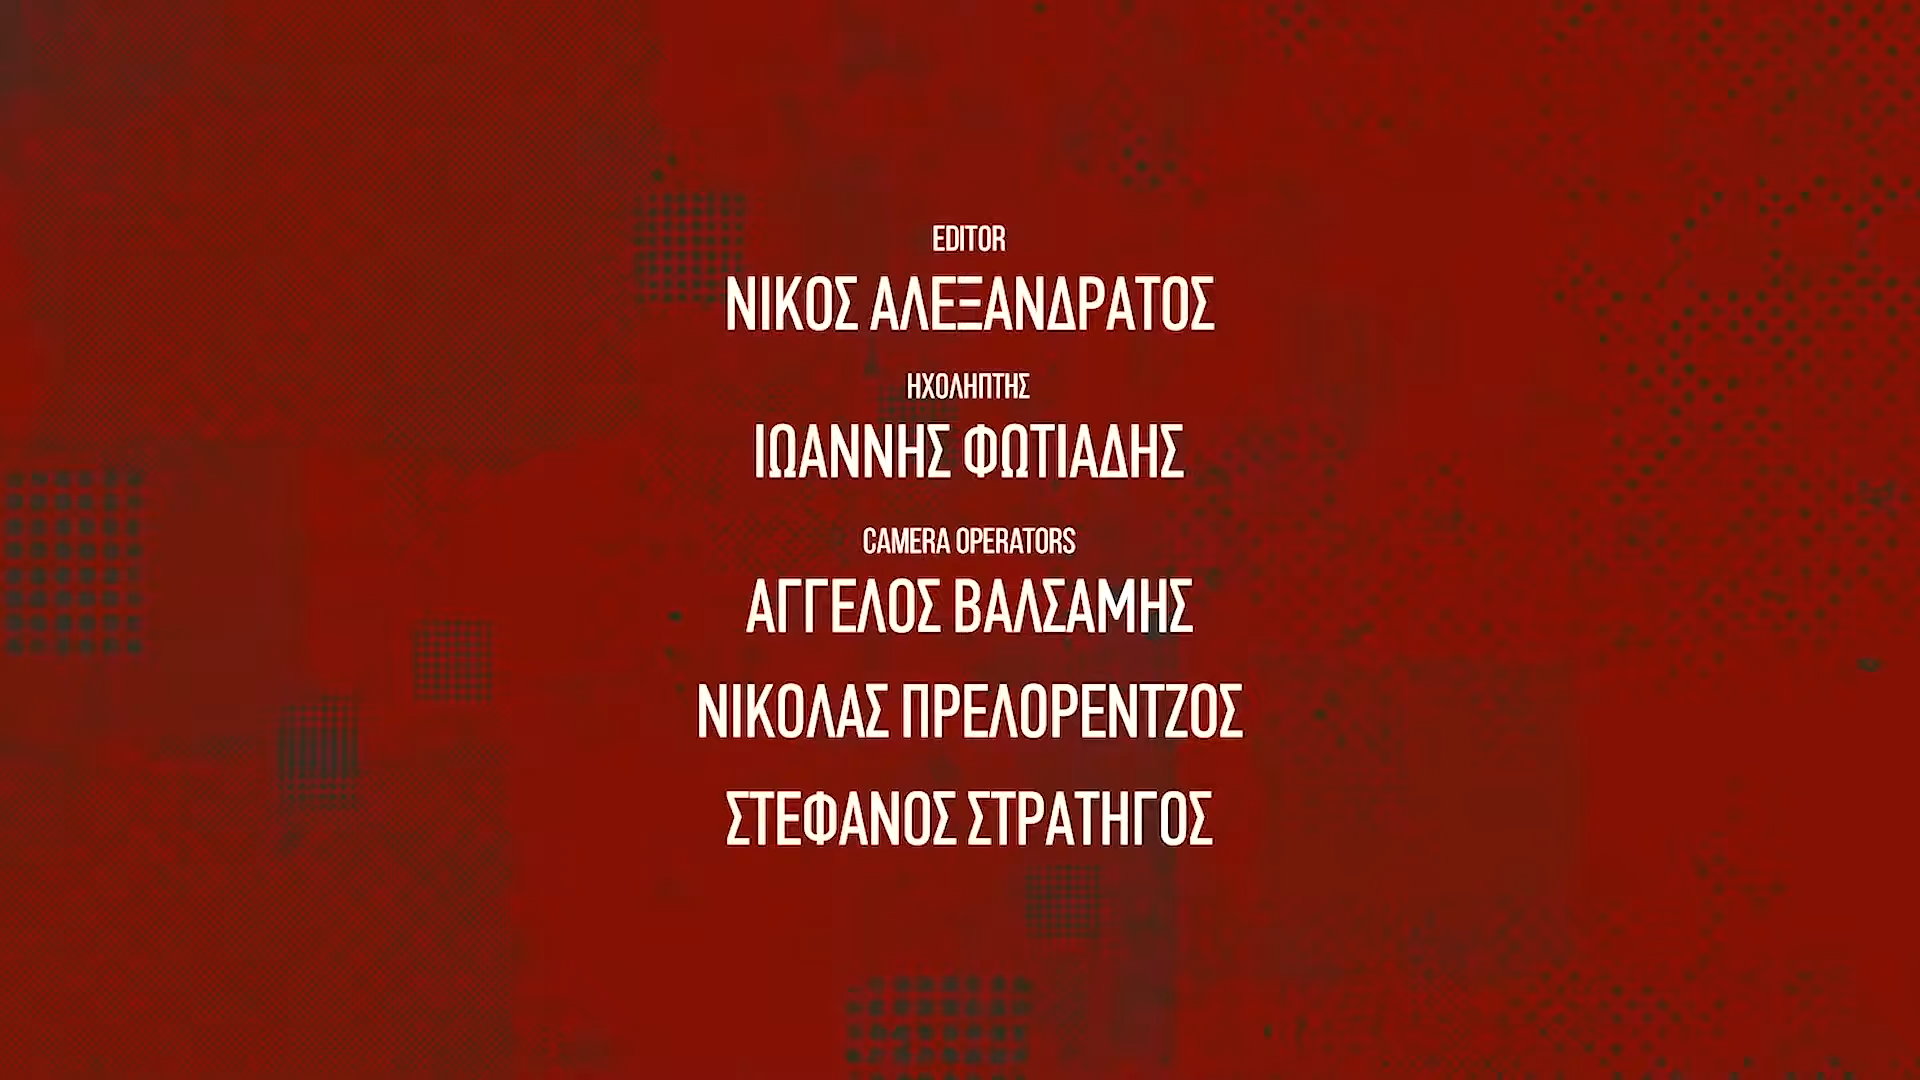 EDITOR
ΝΙΚΟΣ ΑΛΕΞΑΝΔΡΑΤΟΣ
ΗΧΟΛΗΠΤΗΣ
ΙΩΑΝΝΗΣ ΦΩΤΙΑΔΗΣ
CAMERA OPERATORS
ΑΓΓΕΛΟΣ ΒΑΛΣΑΜΗΣ
ΝΙΚΟΛΑΣ ΠΡΕΛΟΡΕΝΤΖΟΣ
ΣΤΕΦΑΝΟΣ ΣΤΡΑΤΗΓΟΣ